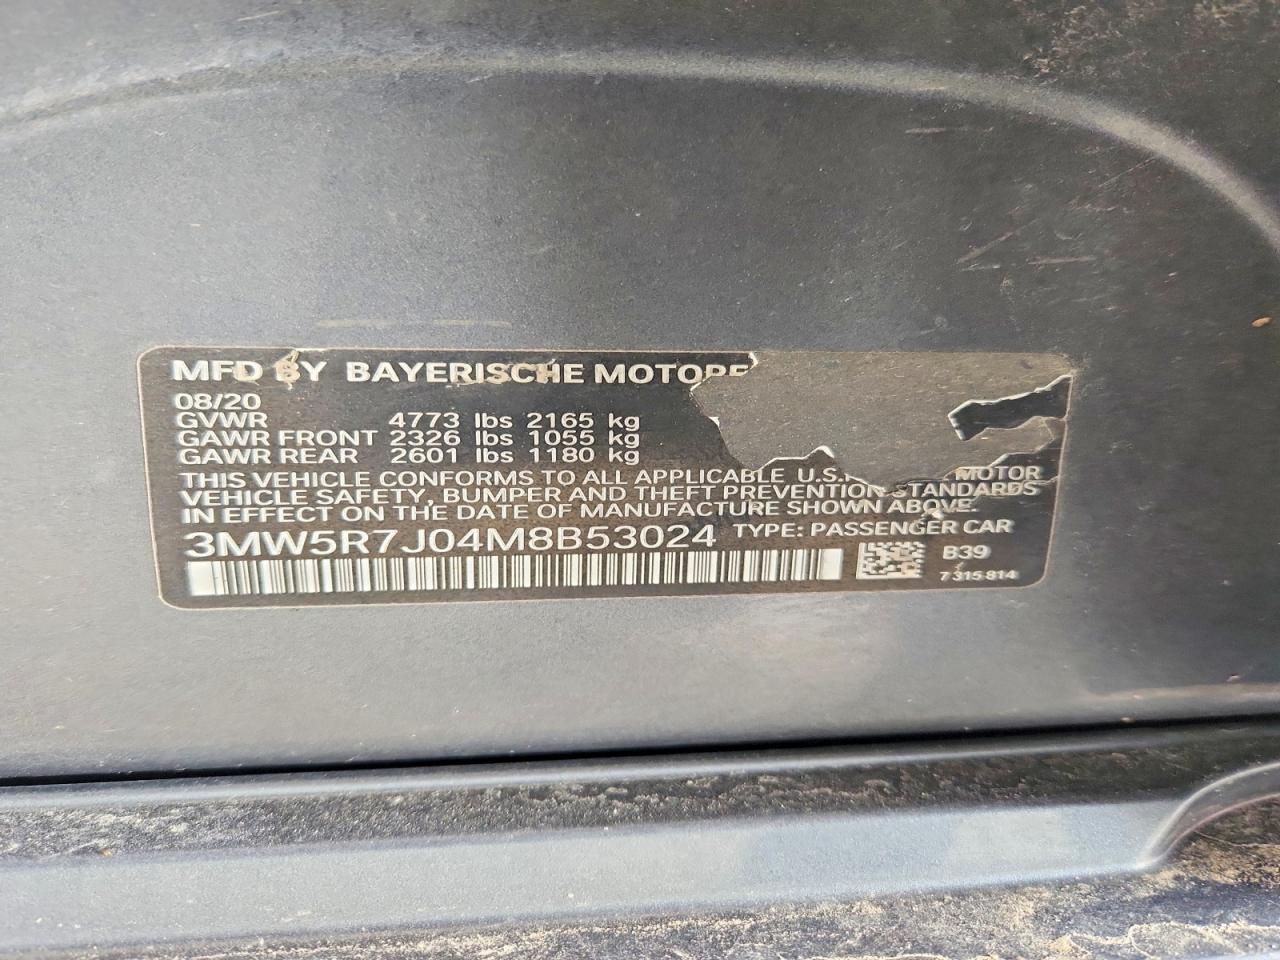 MFD BY BAYERISCHE MOTORE
08/20
GVWR 4773 lbs 2165 kg
GAWR FRONT 2326 lbs 1055 kg
GAWR REAR 2601 lbs 1180 kg
THIS VEHICLE CONFORMS TO ALL APPLICABLE U.S. MOTOR
VEHICLE SAFETY, BUMPER AND THEFT PREVENTION STANDARDS
IN EFFECT ON THE DATE OF MANUFACTURE SHOWN ABOVE.
3MW5R7J04M8B53024 TYPE: PASSENGER CAR
B39
7 315 814